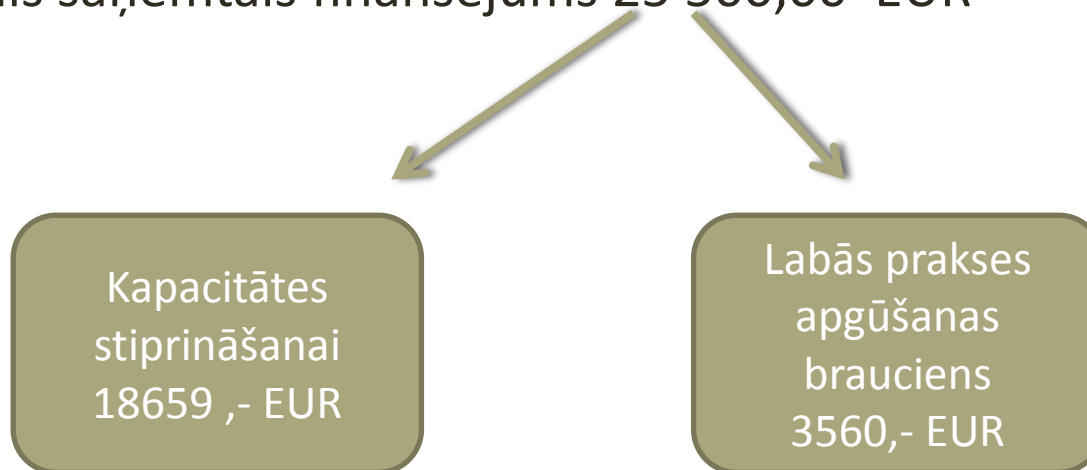 saņemtais finansējums EUR
Kapacitātes
stiprināšanai
18659 ,- EUR
Labās prakses
apgūšanas
brauciens
3560,- EUR